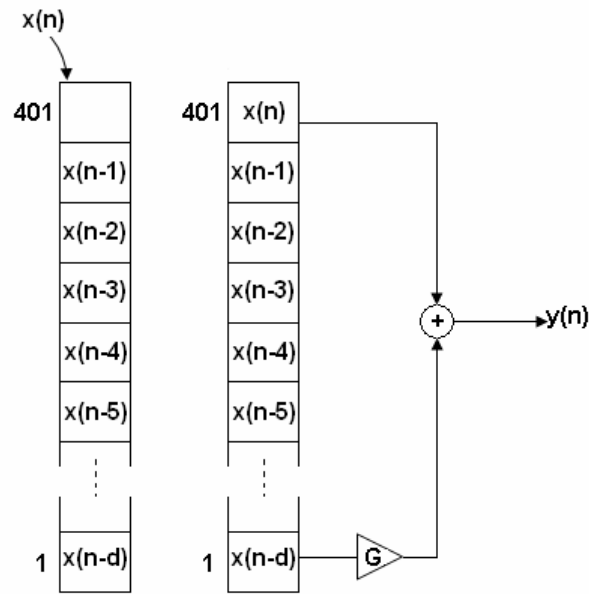 x(n)
401
x(n-1)
x(n-2)
x(n-3)
x(n-4)
x(n-5)
1
x(n-d)
401
x(n)
x(n-1)
x(n-2)
x(n-3)
x(n-4)
x(n-5)
1
x(n-d)
G
+
y(n)